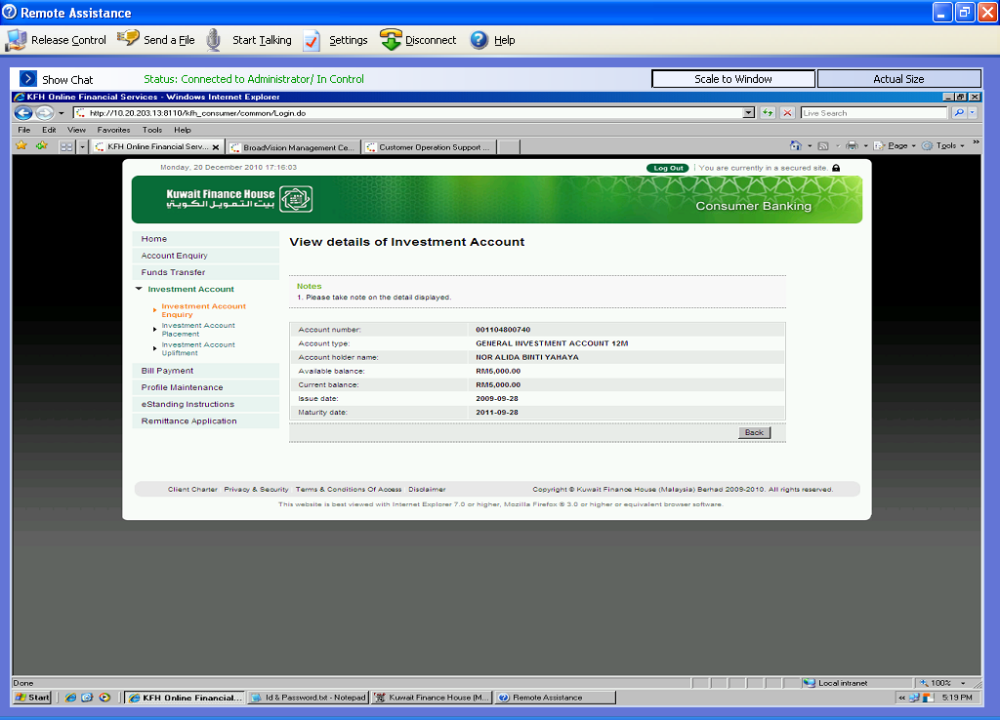 Remote Assistance
Release Control Send a File Start Talking Settings Disconnect Help
Show Chat Status: Connected to Administrator/ In Control Scale to Window Actual Size
KFH Online Financial Services - Windows Internet Explorer
http://10.20.203.13:8110/kfh_consumer/common/Login.do Live Search
File Edit View Favorites Tools Help
KFH Online Financial Serv... BroadVision Management Ce... Customer Operation Support ... Page Tools
Monday, 20 December 2010 17:16:03 Log Out You are currently in a secured site.
Kuwait Finance House
بيت التمويل الكويتي
Consumer Banking
Home
Account Enquiry
Funds Transfer
Investment Account
Investment Account
Enquiry
Investment Account
Placement
Investment Account
Upliftment
Bill Payment
Profile Maintenance
eStanding Instructions
Remittance Application
View details of Investment Account
Notes
1. Please take note on the detail displayed.
Account number: 001104800740
Account type: GENERAL INVESTMENT ACCOUNT 12M
Account holder name: NOR ALIDA BINTI YAHAYA
Available balance: RM5,000.00
Current balance: RM5,000.00
Issue date: 2009-09-28
Maturity date: 2011-09-28
Back
Client Charter Privacy & Security Terms & Conditions Of Access Disclaimer Copyright © Kuwait Finance House (Malaysia) Berhad 2009-2010. All rights reserved.
This website is best viewed with Internet Explorer 7.0 or higher, Mozilla Firefox ® 3.0 or higher or equivalent browser software.
Done Local intranet 100%
Start KFH Online Financial... Id & Password.txt - Notepad Kuwait Finance House (M... Remote Assistance 5:19 PM